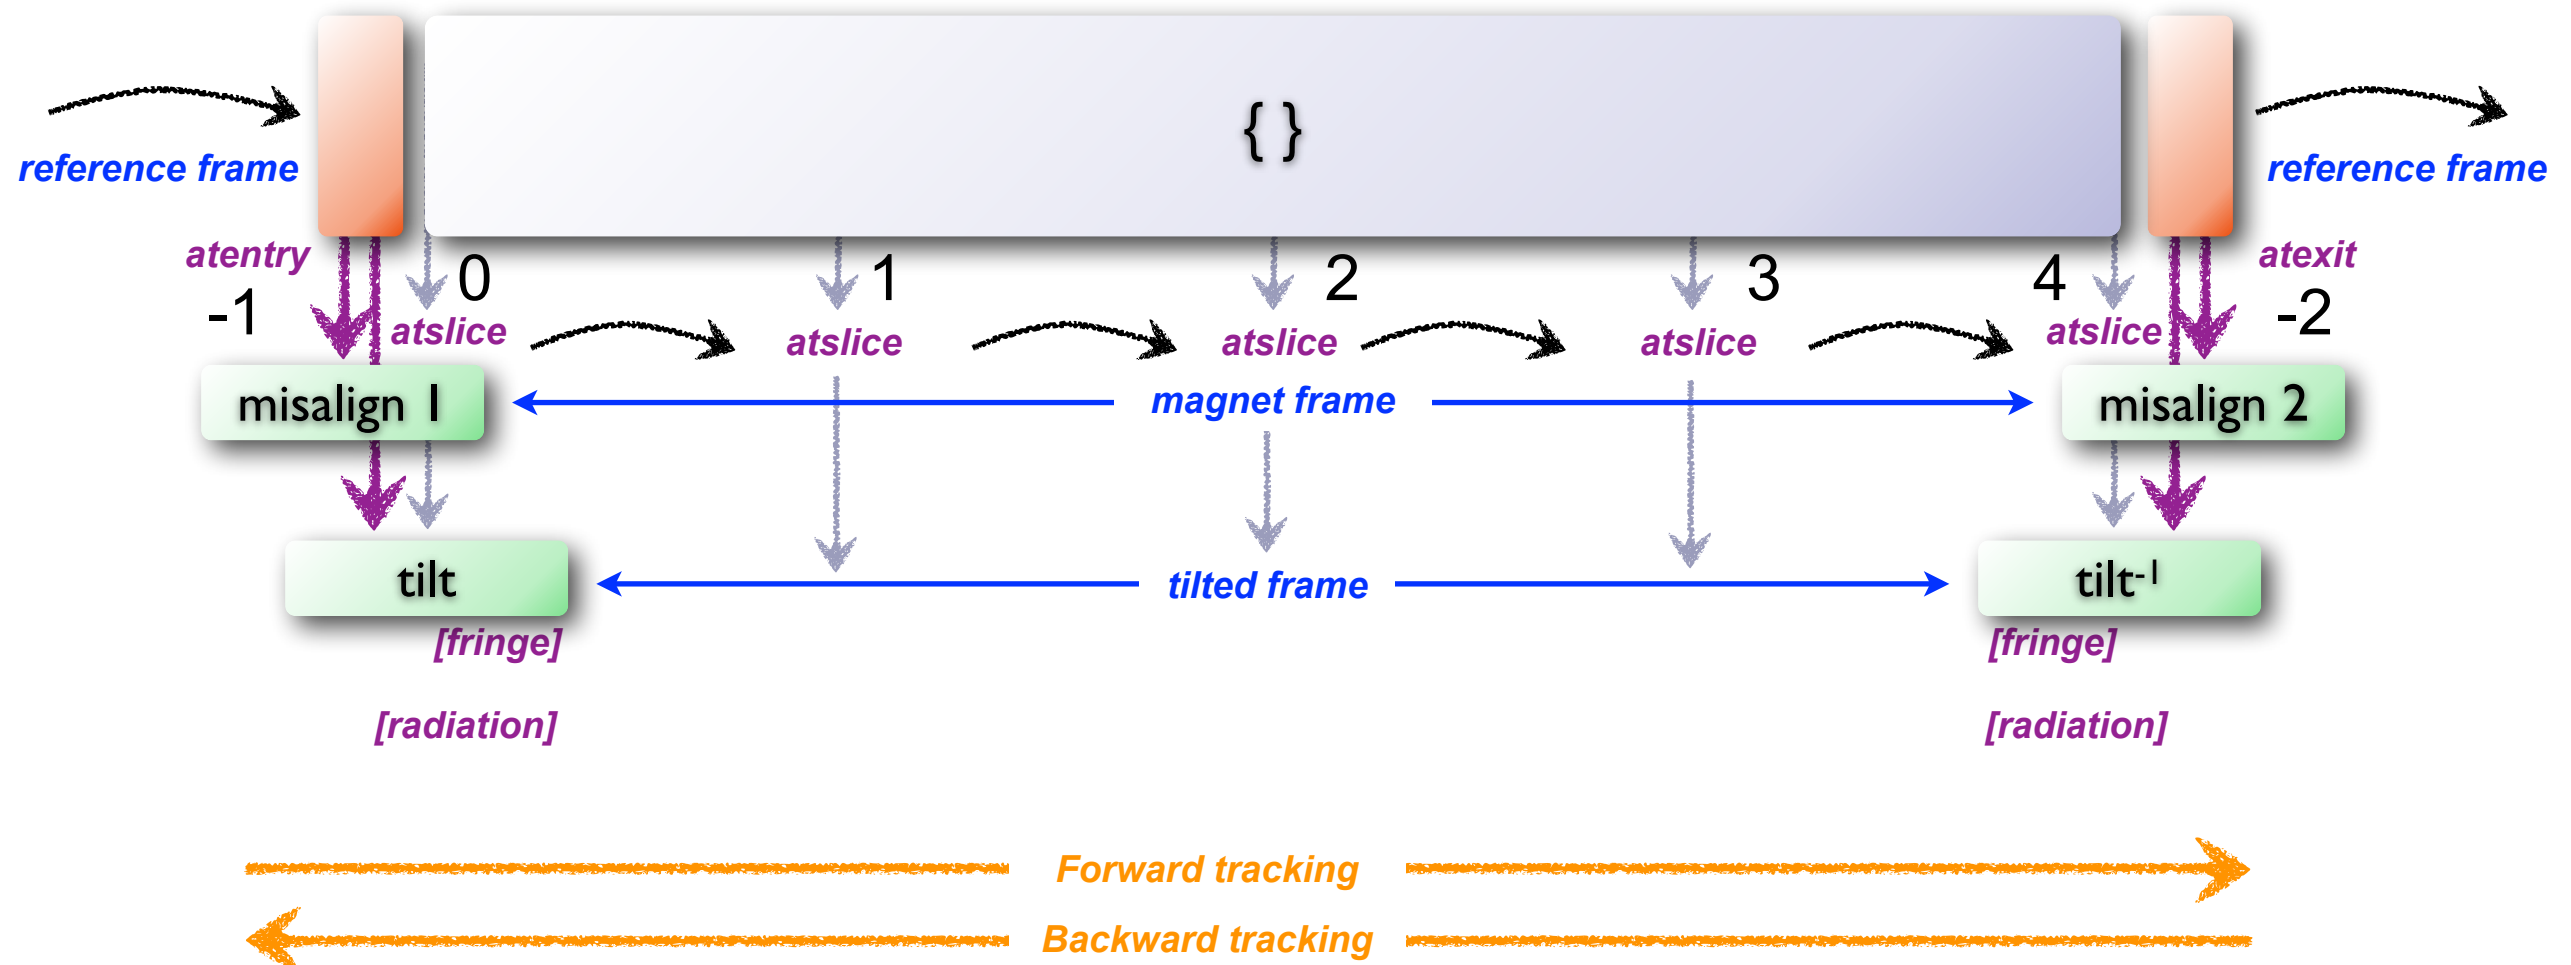 { }
reference frame
reference frame
atentry
-1
0
1
2
3
4
atexit
-2
atslice
atslice
atslice
atslice
atslice
misalign 1
magnet frame
misalign 2
tilt
tilted frame
tilt-1
[fringe]
[fringe]
[radiation]
[radiation]
Forward tracking
Backward tracking